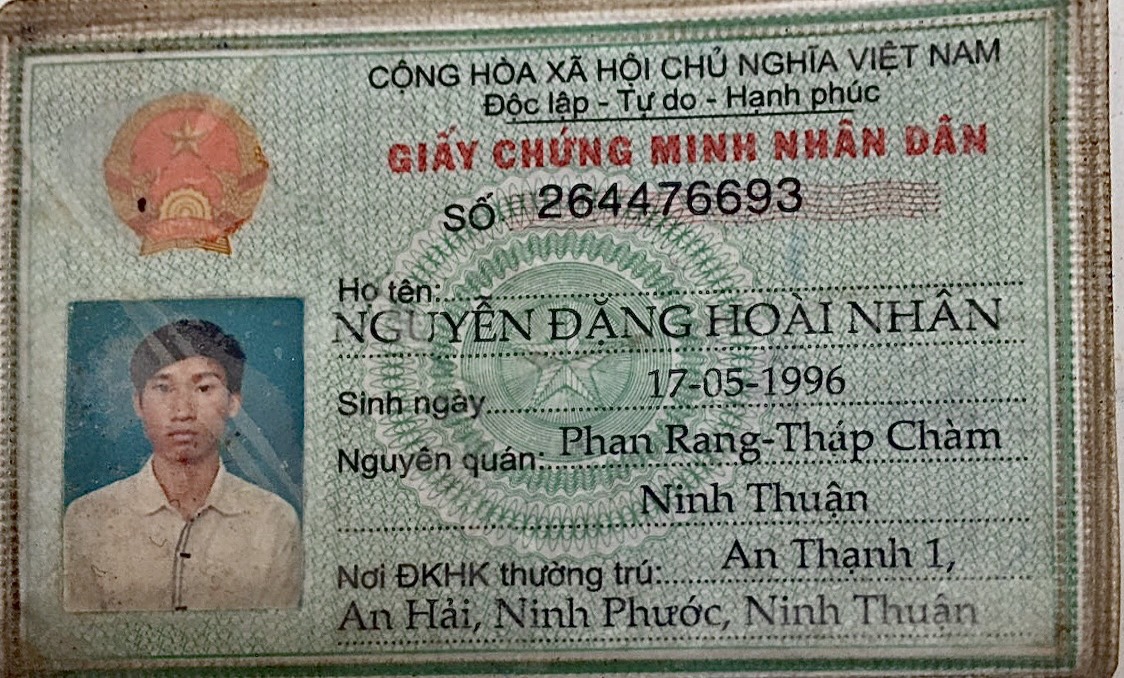 CỘNG HÒA XÃ HỘI CHỦ NGHĨA VIỆT NAM
Độc lập - Tự do - Hạnh phúc
GIẤY CHỨNG MINH NHÂN DÂN
SỐ 264476693
Họ tên:
NGUYỄN ĐẶNG HOÀI NHÂN
Sinh ngày 17-05-1996
Nguyên quán: Phan Rang-Tháp Chàm
Ninh Thuận
Nơi ĐKHK thường trú: An Thạnh 1,
An Hải, Ninh Phước, Ninh Thuận